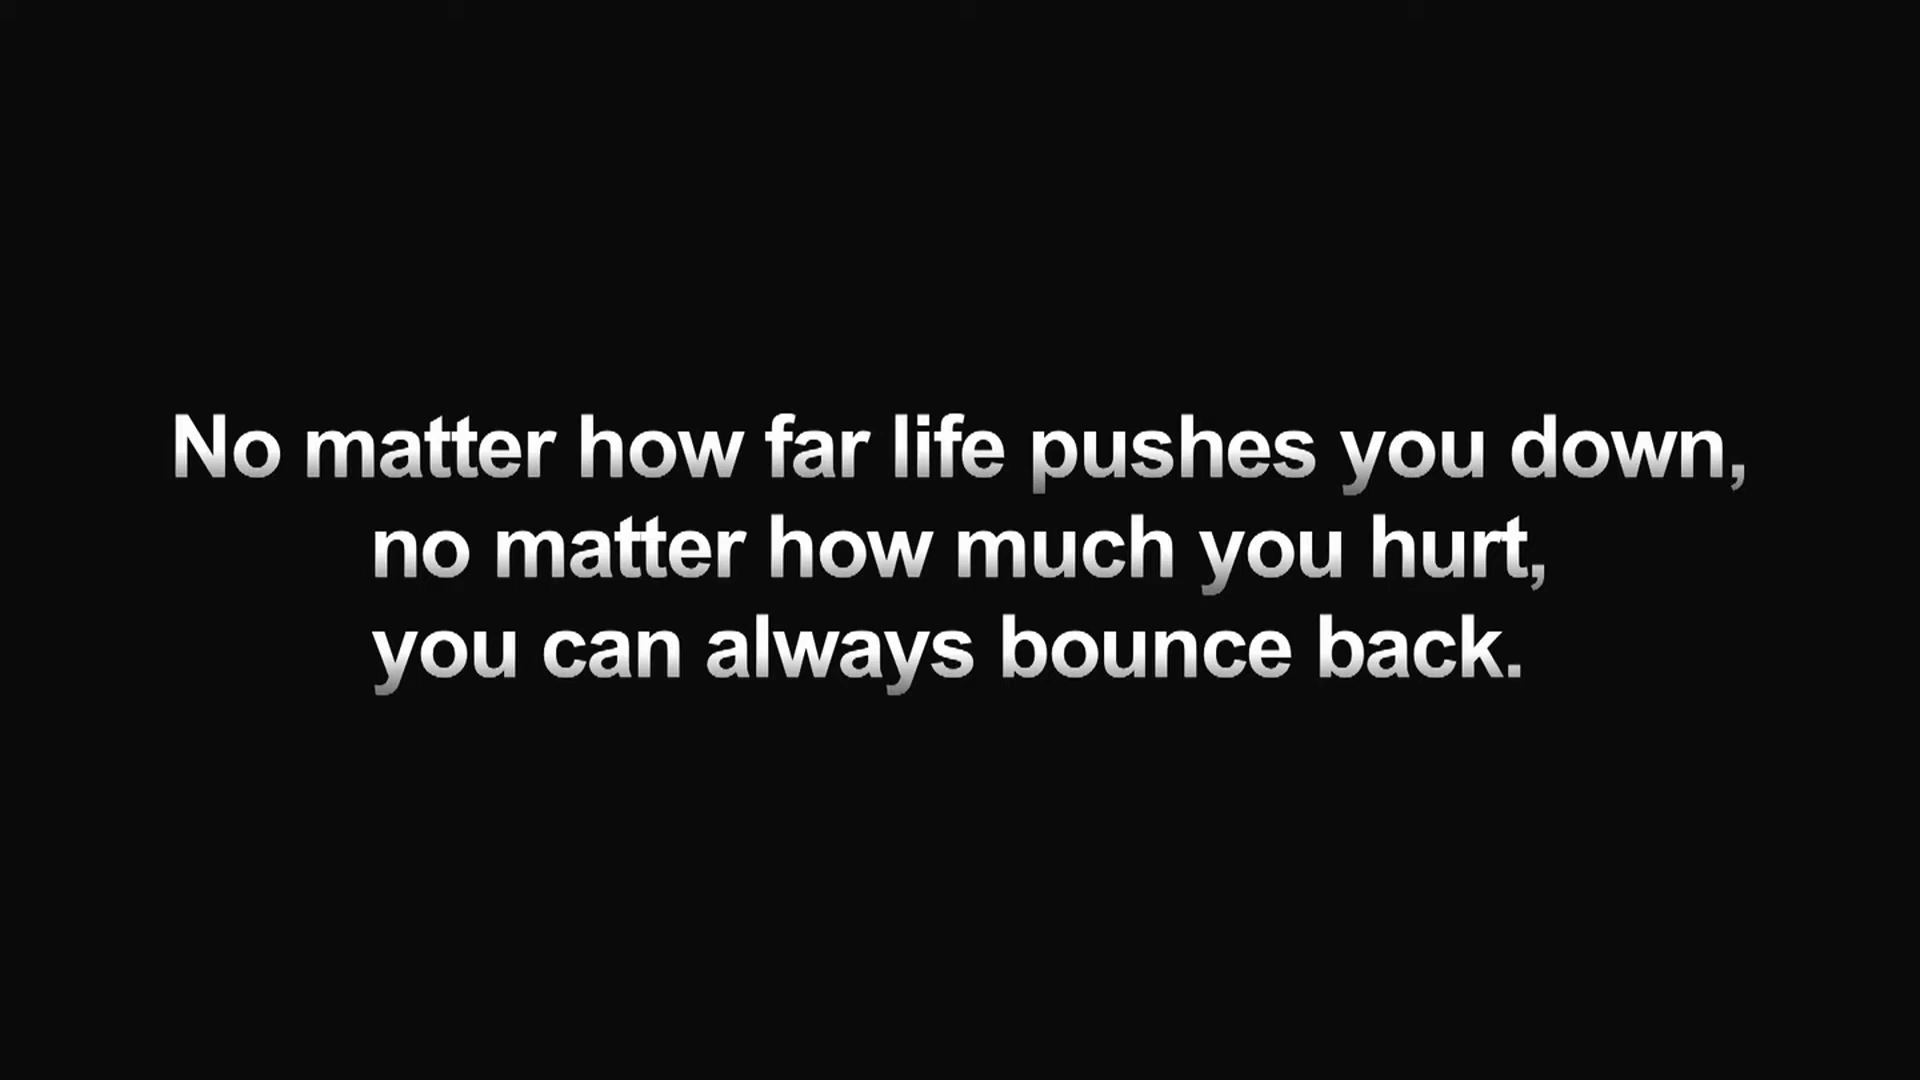 No matter how far life pushes you down,
no matter how much you hurt,
you can always bounce back.